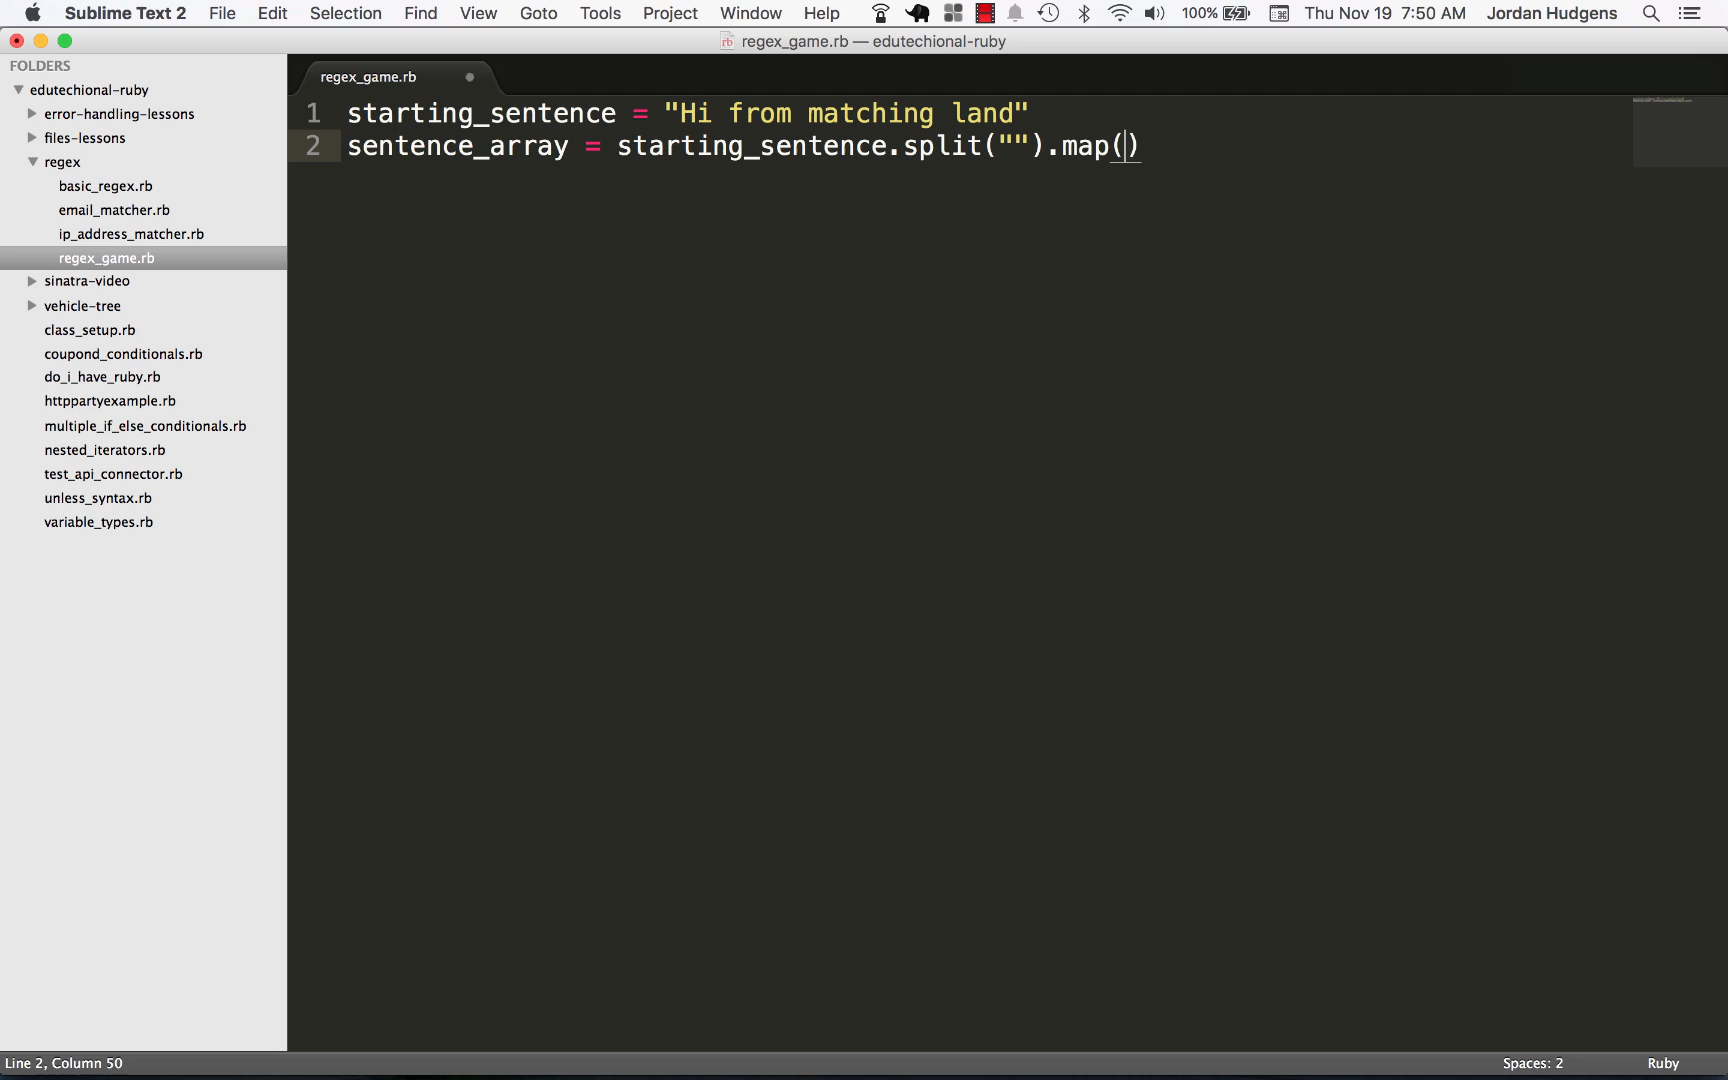 Sublime Text 2 File Edit Selection Find View Goto Tools Project Window Help 100% Thu Nov 19 7:50 AM Jordan Hudgens
rb regex_game.rb — edutechional-ruby
FOLDERS
edutechional-ruby
error-handling-lessons
files-lessons
regex
basic_regex.rb
email_matcher.rb
ip_address_matcher.rb
regex_game.rb
sinatra-video
vehicle-tree
class_setup.rb
coupond_conditionals.rb
do_i_have_ruby.rb
httppartyexample.rb
multiple_if_else_conditionals.rb
nested_iterators.rb
test_api_connector.rb
unless_syntax.rb
variable_types.rb
regex_game.rb
1 starting_sentence = "Hi from matching land"
2 sentence_array = starting_sentence.split("").map()
Line 2, Column 50 Spaces: 2 Ruby